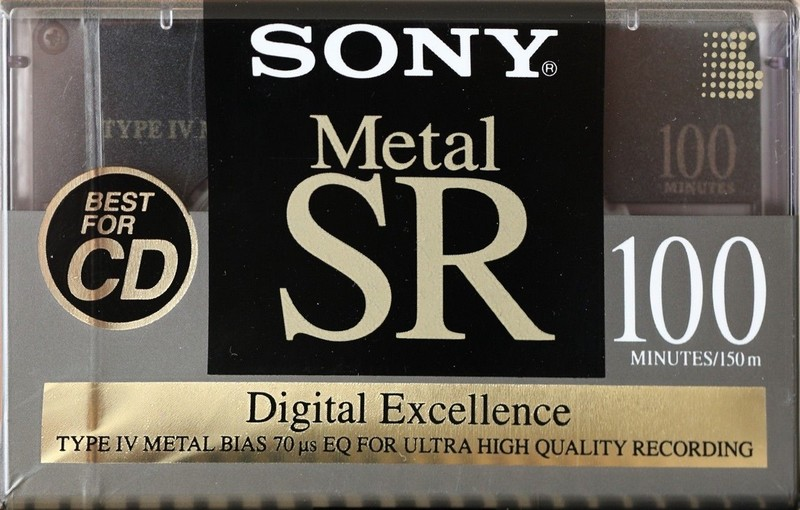 SONY®
Metal
SR
TYPE IV
100
MINUTES
BEST
FOR
CD
100
MINUTES/150m
Digital Excellence
TYPE IV METAL BIAS 70 µs EQ FOR ULTRA HIGH QUALITY RECORDING